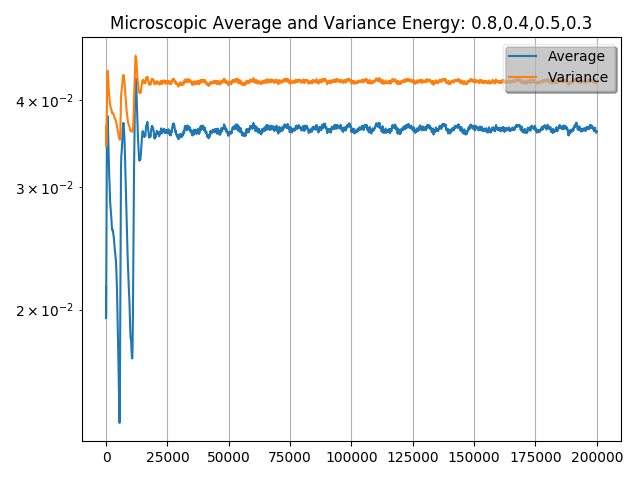 Microscopic Average and Variance Energy: 0.8,0.4,0.5,0.3
Average
Variance
4 × 10⁻²
3 × 10⁻²
2 × 10⁻²
0 25000 50000 75000 100000 125000 150000 175000 200000